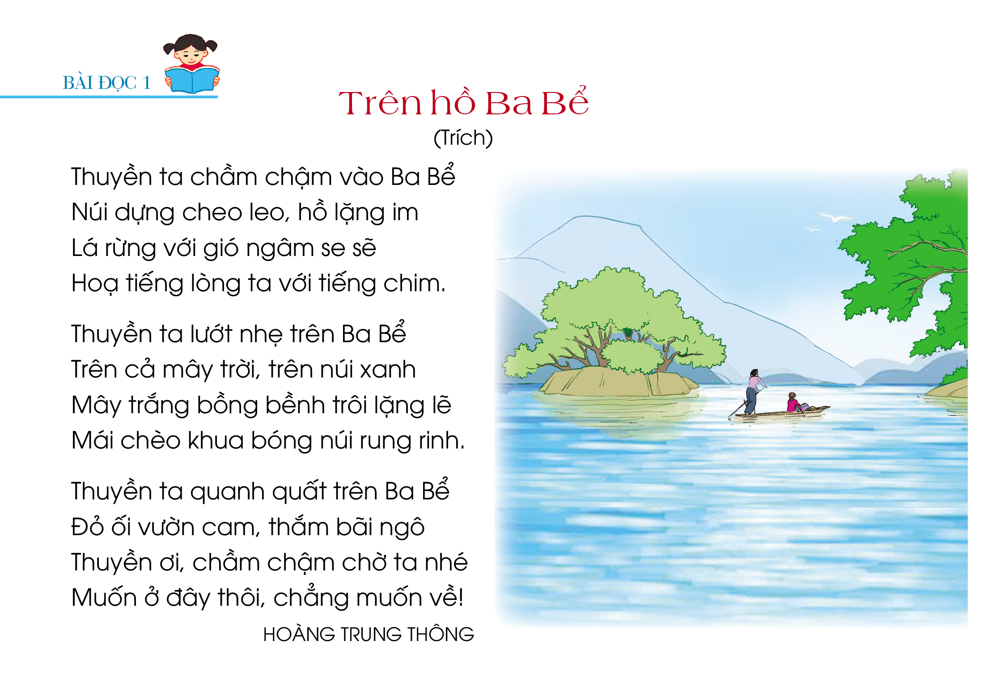 BÀI ĐỌC 1
Trên hồ Ba Bể
(Trích)
Thuyền ta chầm chậm vào Ba Bể
Núi dựng cheo leo, hồ lặng im
Lá rừng với gió ngâm se sẽ
Hoạ tiếng lòng ta với tiếng chim.
Thuyền ta lướt nhẹ trên Ba Bể
Trên cả mây trời, trên núi xanh
Mây trắng bồng bềnh trôi lặng lẽ
Mái chèo khua bóng núi rung rinh.
Thuyền ta quanh quất trên Ba Bể
Đỏ ối vườn cam, thắm bãi ngô
Thuyền ơi, chầm chậm chờ ta nhé
Muốn ở đây thôi, chẳng muốn về!
HOÀNG TRUNG THÔNG